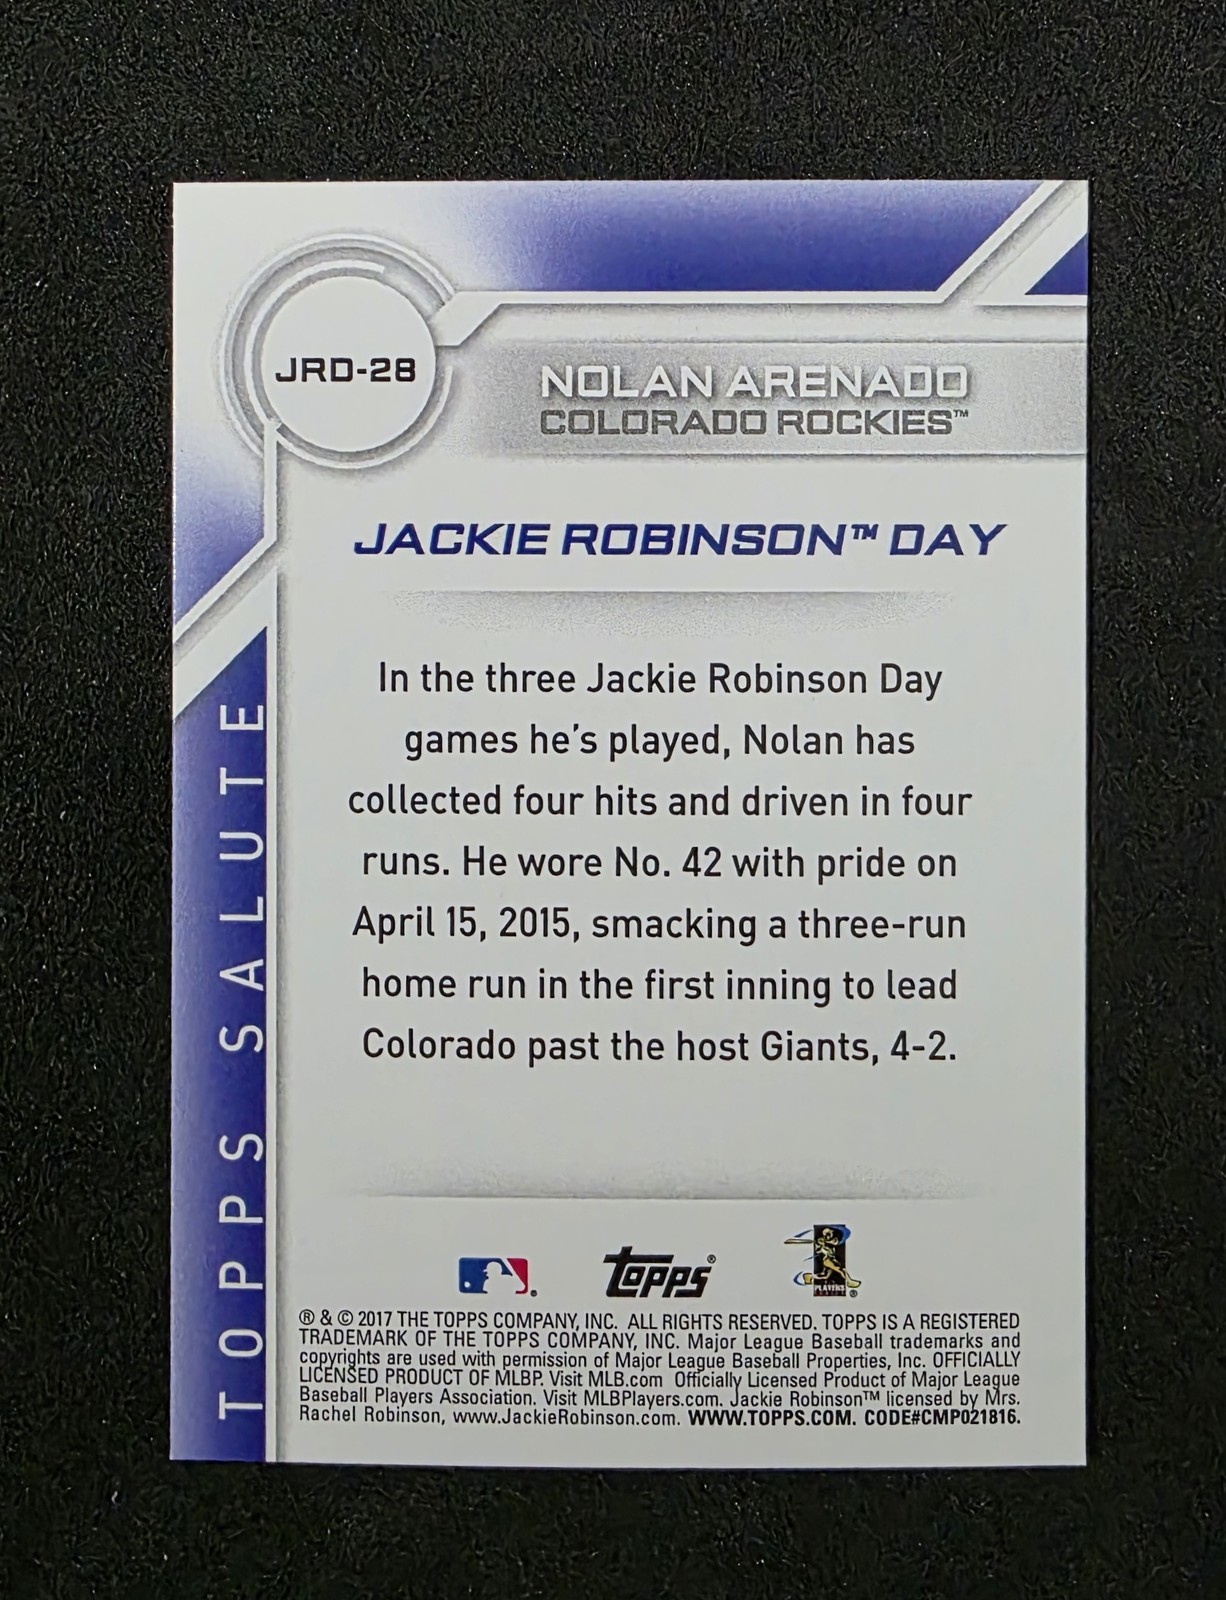 JRD-28
NOLAN ARENADO
COLORADO ROCKIES™
JACKIE ROBINSON™ DAY
In the three Jackie Robinson Day
games he's played, Nolan has
collected four hits and driven in four
runs. He wore No. 42 with pride on
April 15, 2015, smacking a three-run
home run in the first inning to lead
Colorado past the host Giants, 4-2.
TOPPS SALUTE
topps®
PLAYERS
® & © 2017 THE TOPPS COMPANY, INC. ALL RIGHTS RESERVED. TOPPS IS A REGISTERED
TRADEMARK OF THE TOPPS COMPANY, INC. Major League Baseball trademarks and
copyrights are used with permission of Major League Baseball Properties, Inc. OFFICIALLY
LICENSED PRODUCT OF MLBP. Visit MLB.com Officially Licensed Product of Major League
Baseball Players Association. Visit MLBPlayers.com. Jackie Robinson™ licensed by Mrs.
Rachel Robinson, www.JackieRobinson.com. WWW.TOPPS.COM. CODE#CMP021816.